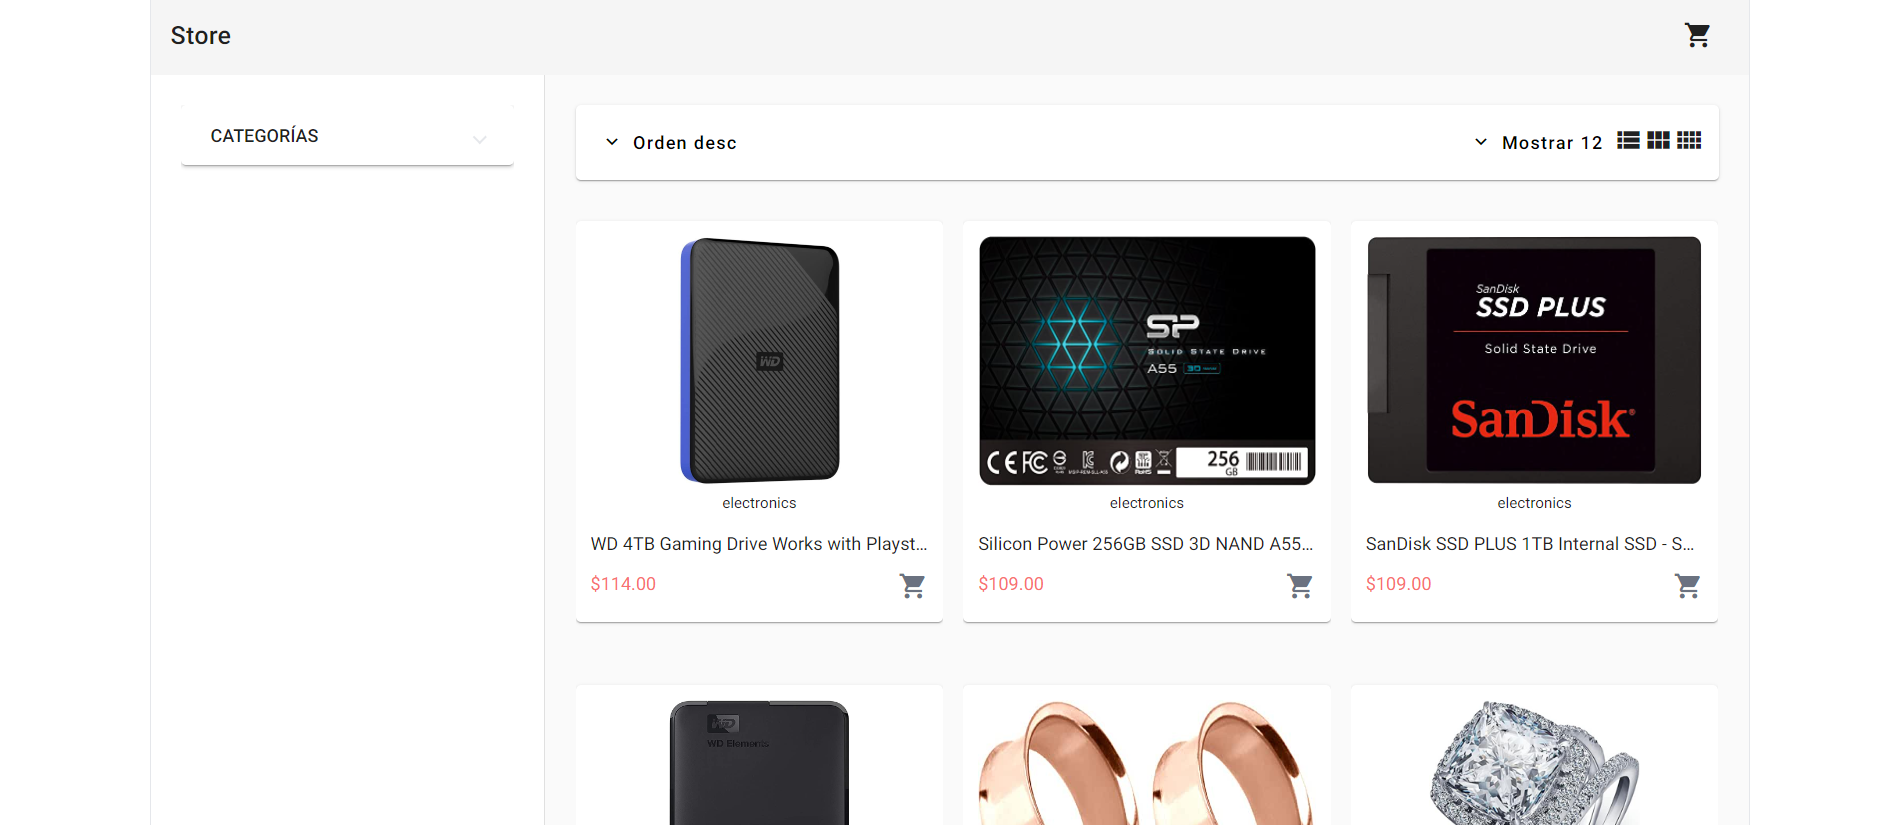 Store
CATEGORÍAS
Orden desc
Mostrar 12
WD
SP
SOLID STATE DRIVE
A55
256
GB
SanDisk
SSD PLUS
Solid State Drive
SanDisk
electronics
electronics
electronics
WD 4TB Gaming Drive Works with Playst...
Silicon Power 256GB SSD 3D NAND A55...
SanDisk SSD PLUS 1TB Internal SSD - S...
$114.00
$109.00
$109.00
WD
WD Elements